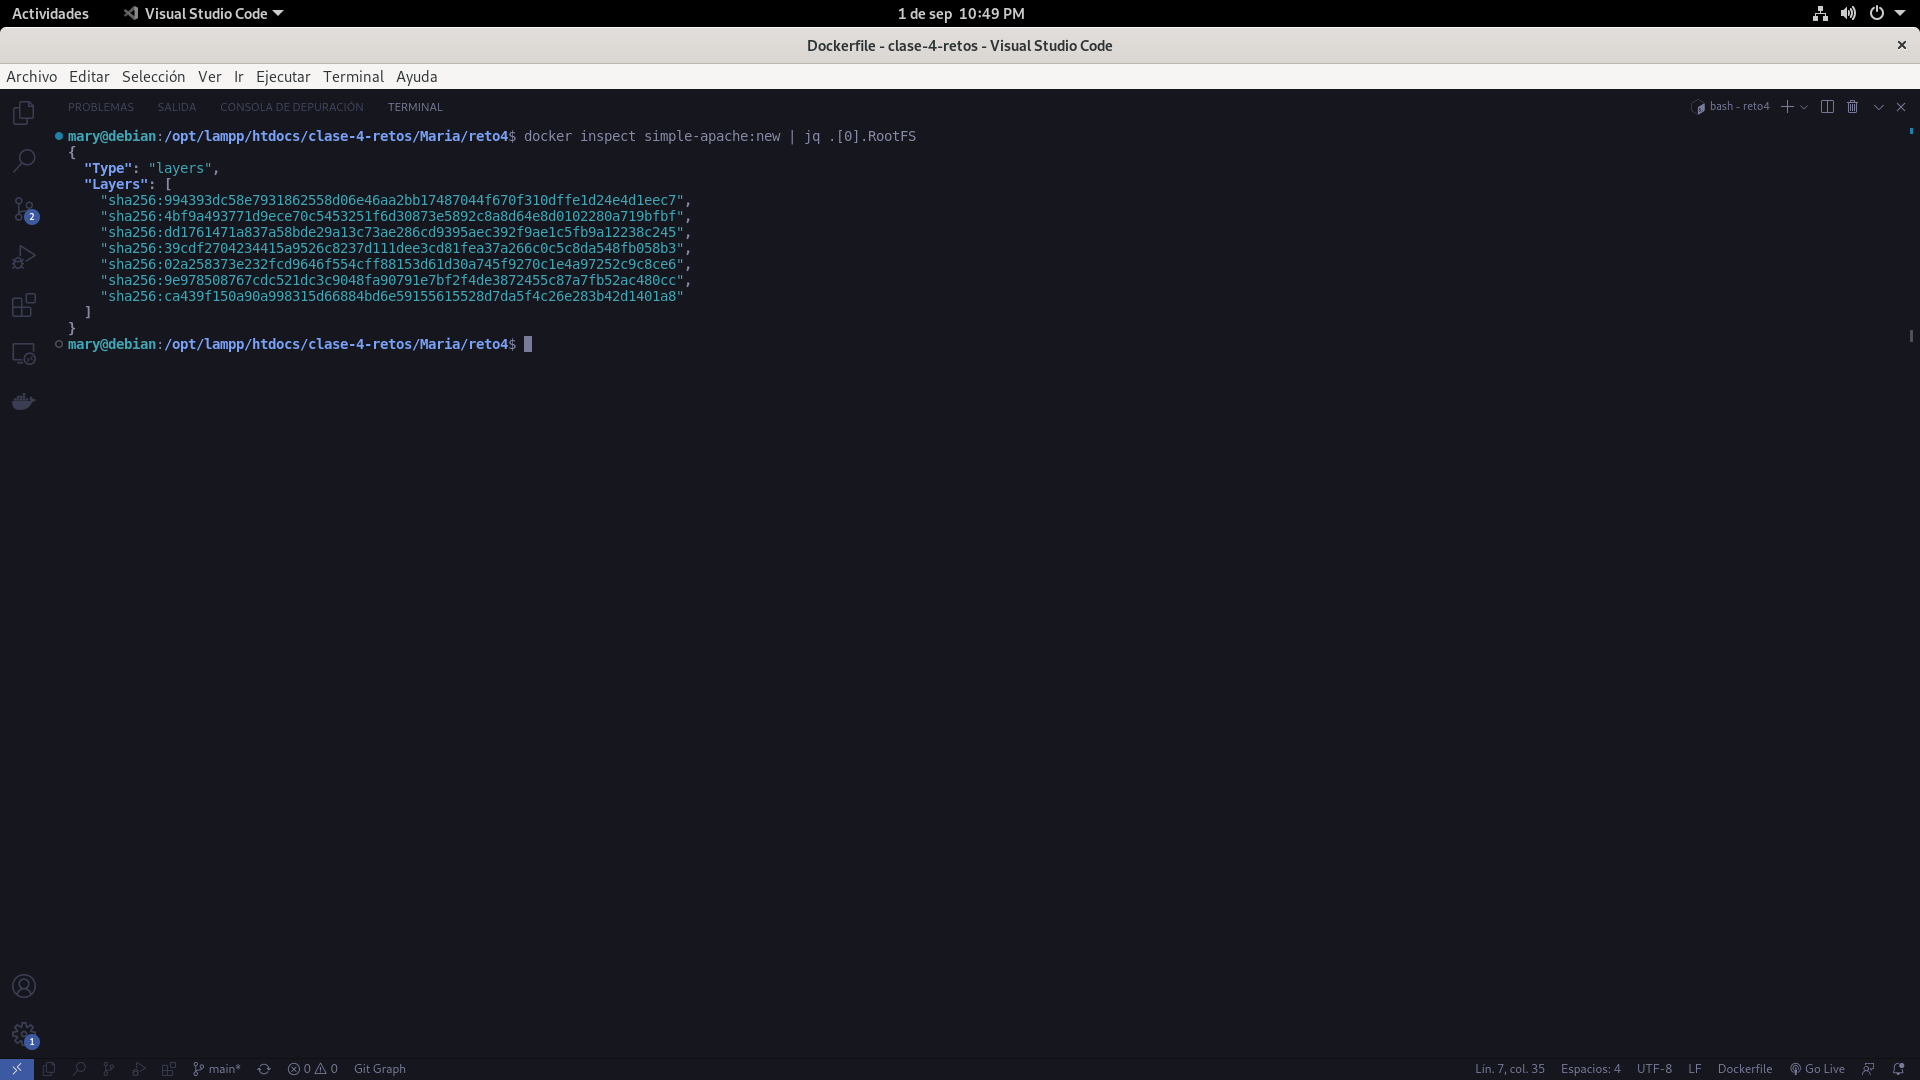 Actividades
Visual Studio Code
1 de sep 10:49 PM
Dockerfile - clase-4-retos - Visual Studio Code
Archivo Editar Selección Ver Ir Ejecutar Terminal Ayuda
PROBLEMAS SALIDA CONSOLA DE DEPURACIÓN TERMINAL
bash - reto4
mary@debian:/opt/lampp/htdocs/clase-4-retos/Maria/reto4$ docker inspect simple-apache:new | jq .[0].RootFS
{
  "Type": "layers",
  "Layers": [
    "sha256:994393dc58e7931862558d06e46aa2bb17487044f670f310dffe1d24e4d1eec7",
    "sha256:4bf9a493771d9ece70c5453251f6d30873e5892c8a8d64e8d0102280a719bfbf",
    "sha256:dd1761471a837a58bde29a13c73ae286cd9395aec392f9ae1c5fb9a12238c245",
    "sha256:39cdf2704234415a9526c8237d111dee3cd81fea37a266c0c5c8da548fb058b3",
    "sha256:02a258373e232fcd9646f554cff88153d61d30a745f9270c1e4a97252c9c8ce6",
    "sha256:9e978508767cdc521dc3c9048fa90791e7bf2f4de3872455c87a7fb52ac480cc",
    "sha256:ca439f150a90a998315d66884bd6e59155615528d7da5f4c26e283b42d1401a8"
  ]
}
mary@debian:/opt/lampp/htdocs/clase-4-retos/Maria/reto4$
2
1
main* 0 0 Git Graph
Lín. 7, col. 35 Espacios: 4 UTF-8 LF Dockerfile Go Live